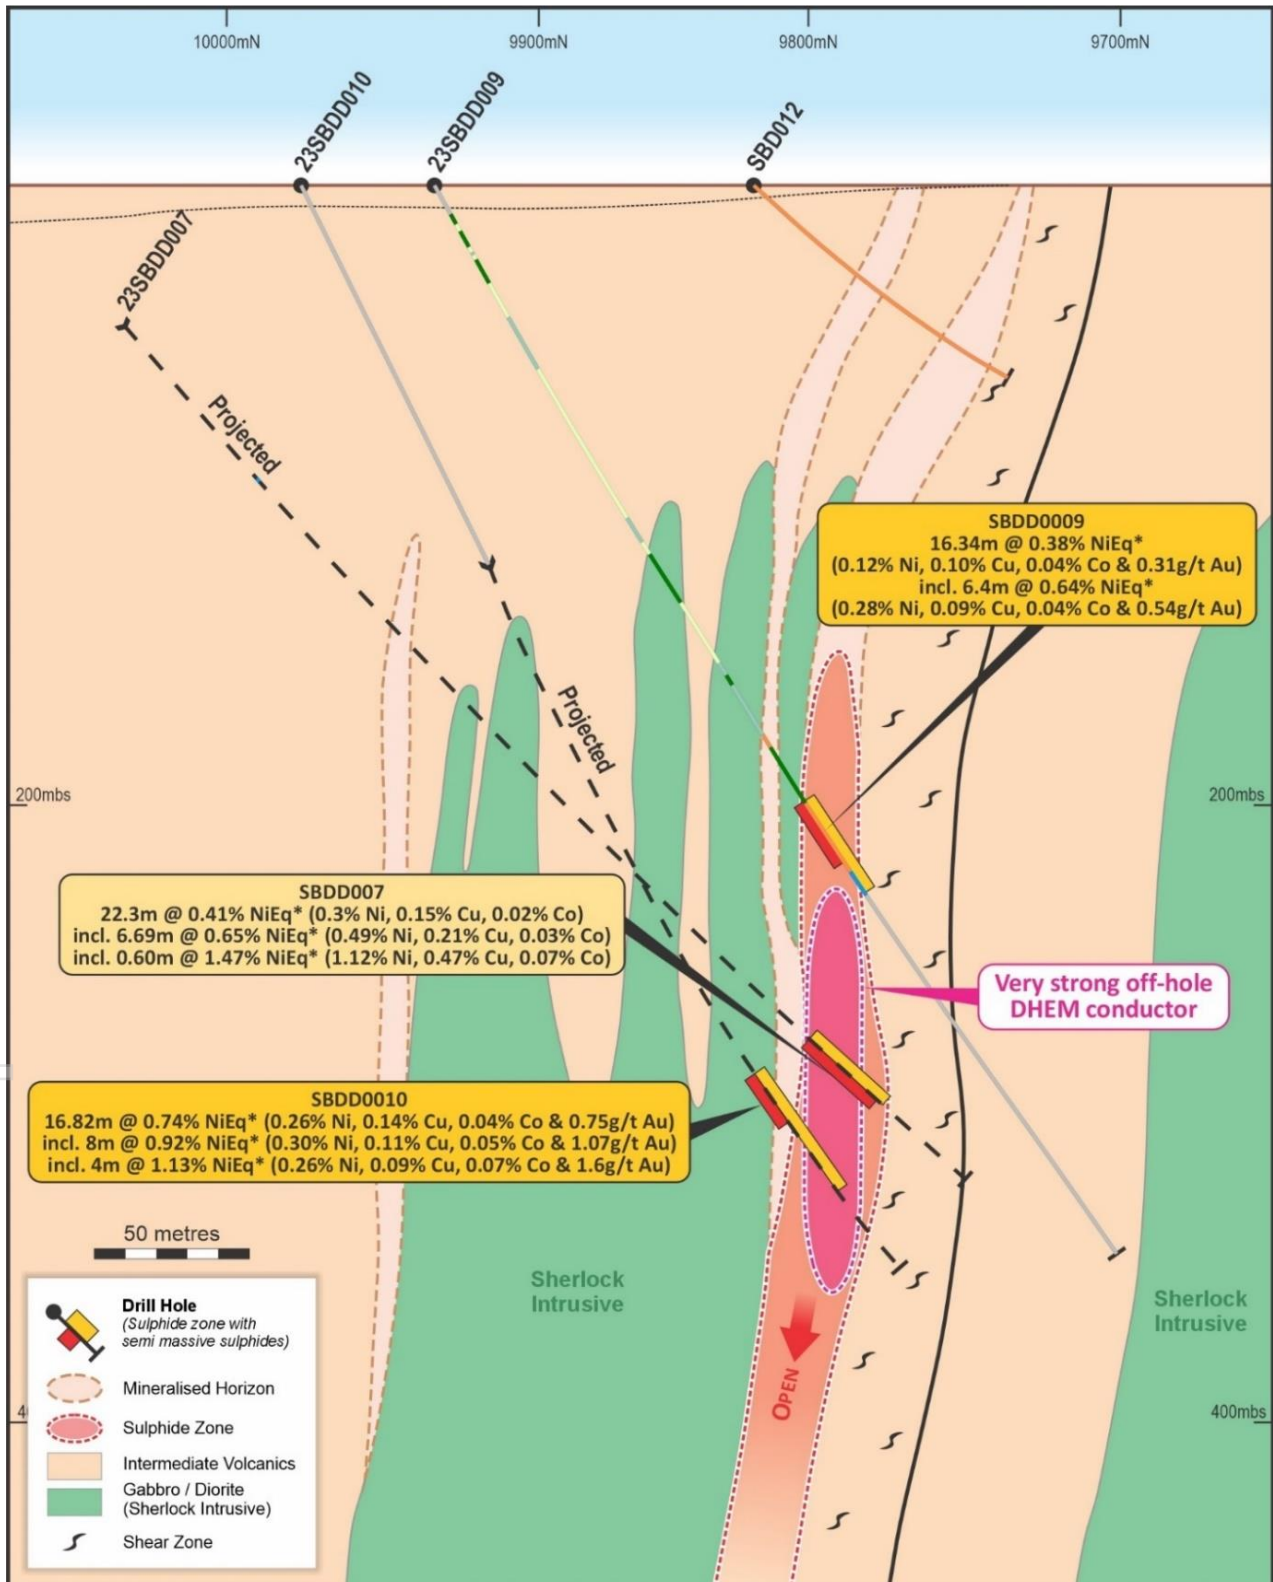 10000mN
9900mN
9800mN
9700mN
23SBDD010
23SBDD009
SBD012
23SBDD007
Projected
Projected
SBDD0009
16.34m @ 0.38% NiEq*
(0.12% Ni, 0.10% Cu, 0.04% Co & 0.31g/t Au)
incl. 6.4m @ 0.64% NiEq*
(0.28% Ni, 0.09% Cu, 0.04% Co & 0.54g/t Au)
200mbs
200mbs
SBDD007
22.3m @ 0.41% NiEq* (0.3% Ni, 0.15% Cu, 0.02% Co)
incl. 6.69m @ 0.65% NiEq* (0.49% Ni, 0.21% Cu, 0.03% Co)
incl. 0.60m @ 1.47% NiEq* (1.12% Ni, 0.47% Cu, 0.07% Co)
Very strong off-hole
DHEM conductor
SBDD0010
16.82m @ 0.74% NiEq* (0.26% Ni, 0.14% Cu, 0.04% Co & 0.75g/t Au)
incl. 8m @ 0.92% NiEq* (0.30% Ni, 0.11% Cu, 0.05% Co & 1.07g/t Au)
incl. 4m @ 1.13% NiEq* (0.26% Ni, 0.09% Cu, 0.07% Co & 1.6g/t Au)
50 metres
Sherlock
Intrusive
Sherlock
Intrusive
OPEN
400mbs
Drill Hole
(Sulphide zone with
semi massive sulphides)
Mineralised Horizon
Sulphide Zone
Intermediate Volcanics
Gabbro / Diorite
(Sherlock Intrusive)
Shear Zone